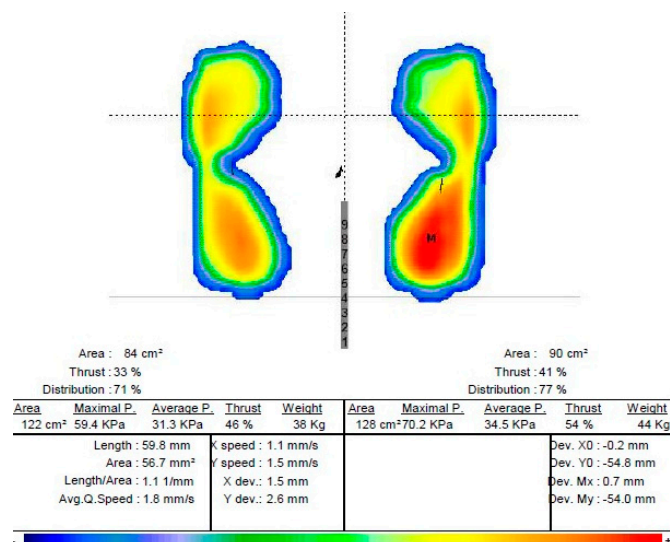 M
9
8
7
6
5
4
3
2
1
Area : 84 cm²
Thrust : 33 %
Distribution : 71 %
Area : 90 cm²
Thrust : 41 %
Distribution : 77 %
Area Maximal P. Average P. Thrust Weight
122 cm² 59.4 KPa 31.3 KPa 46 % 38 Kg
Area Maximal P. Average P. Thrust Weight
128 cm² 70.2 KPa 34.5 KPa 54 % 44 Kg
Length : 59.8 mm
Area : 56.7 mm²
Length/Area : 1.1 1/mm
Avg.Q.Speed : 1.8 mm/s
X speed : 1.1 mm/s
Y speed : 1.5 mm/s
X dev.: 1.5 mm
Y dev.: 2.6 mm
Dev. X0 : -0.2 mm
Dev. Y0 : -54.8 mm
Dev. Mx : 0.7 mm
Dev. My : -54.0 mm
- +